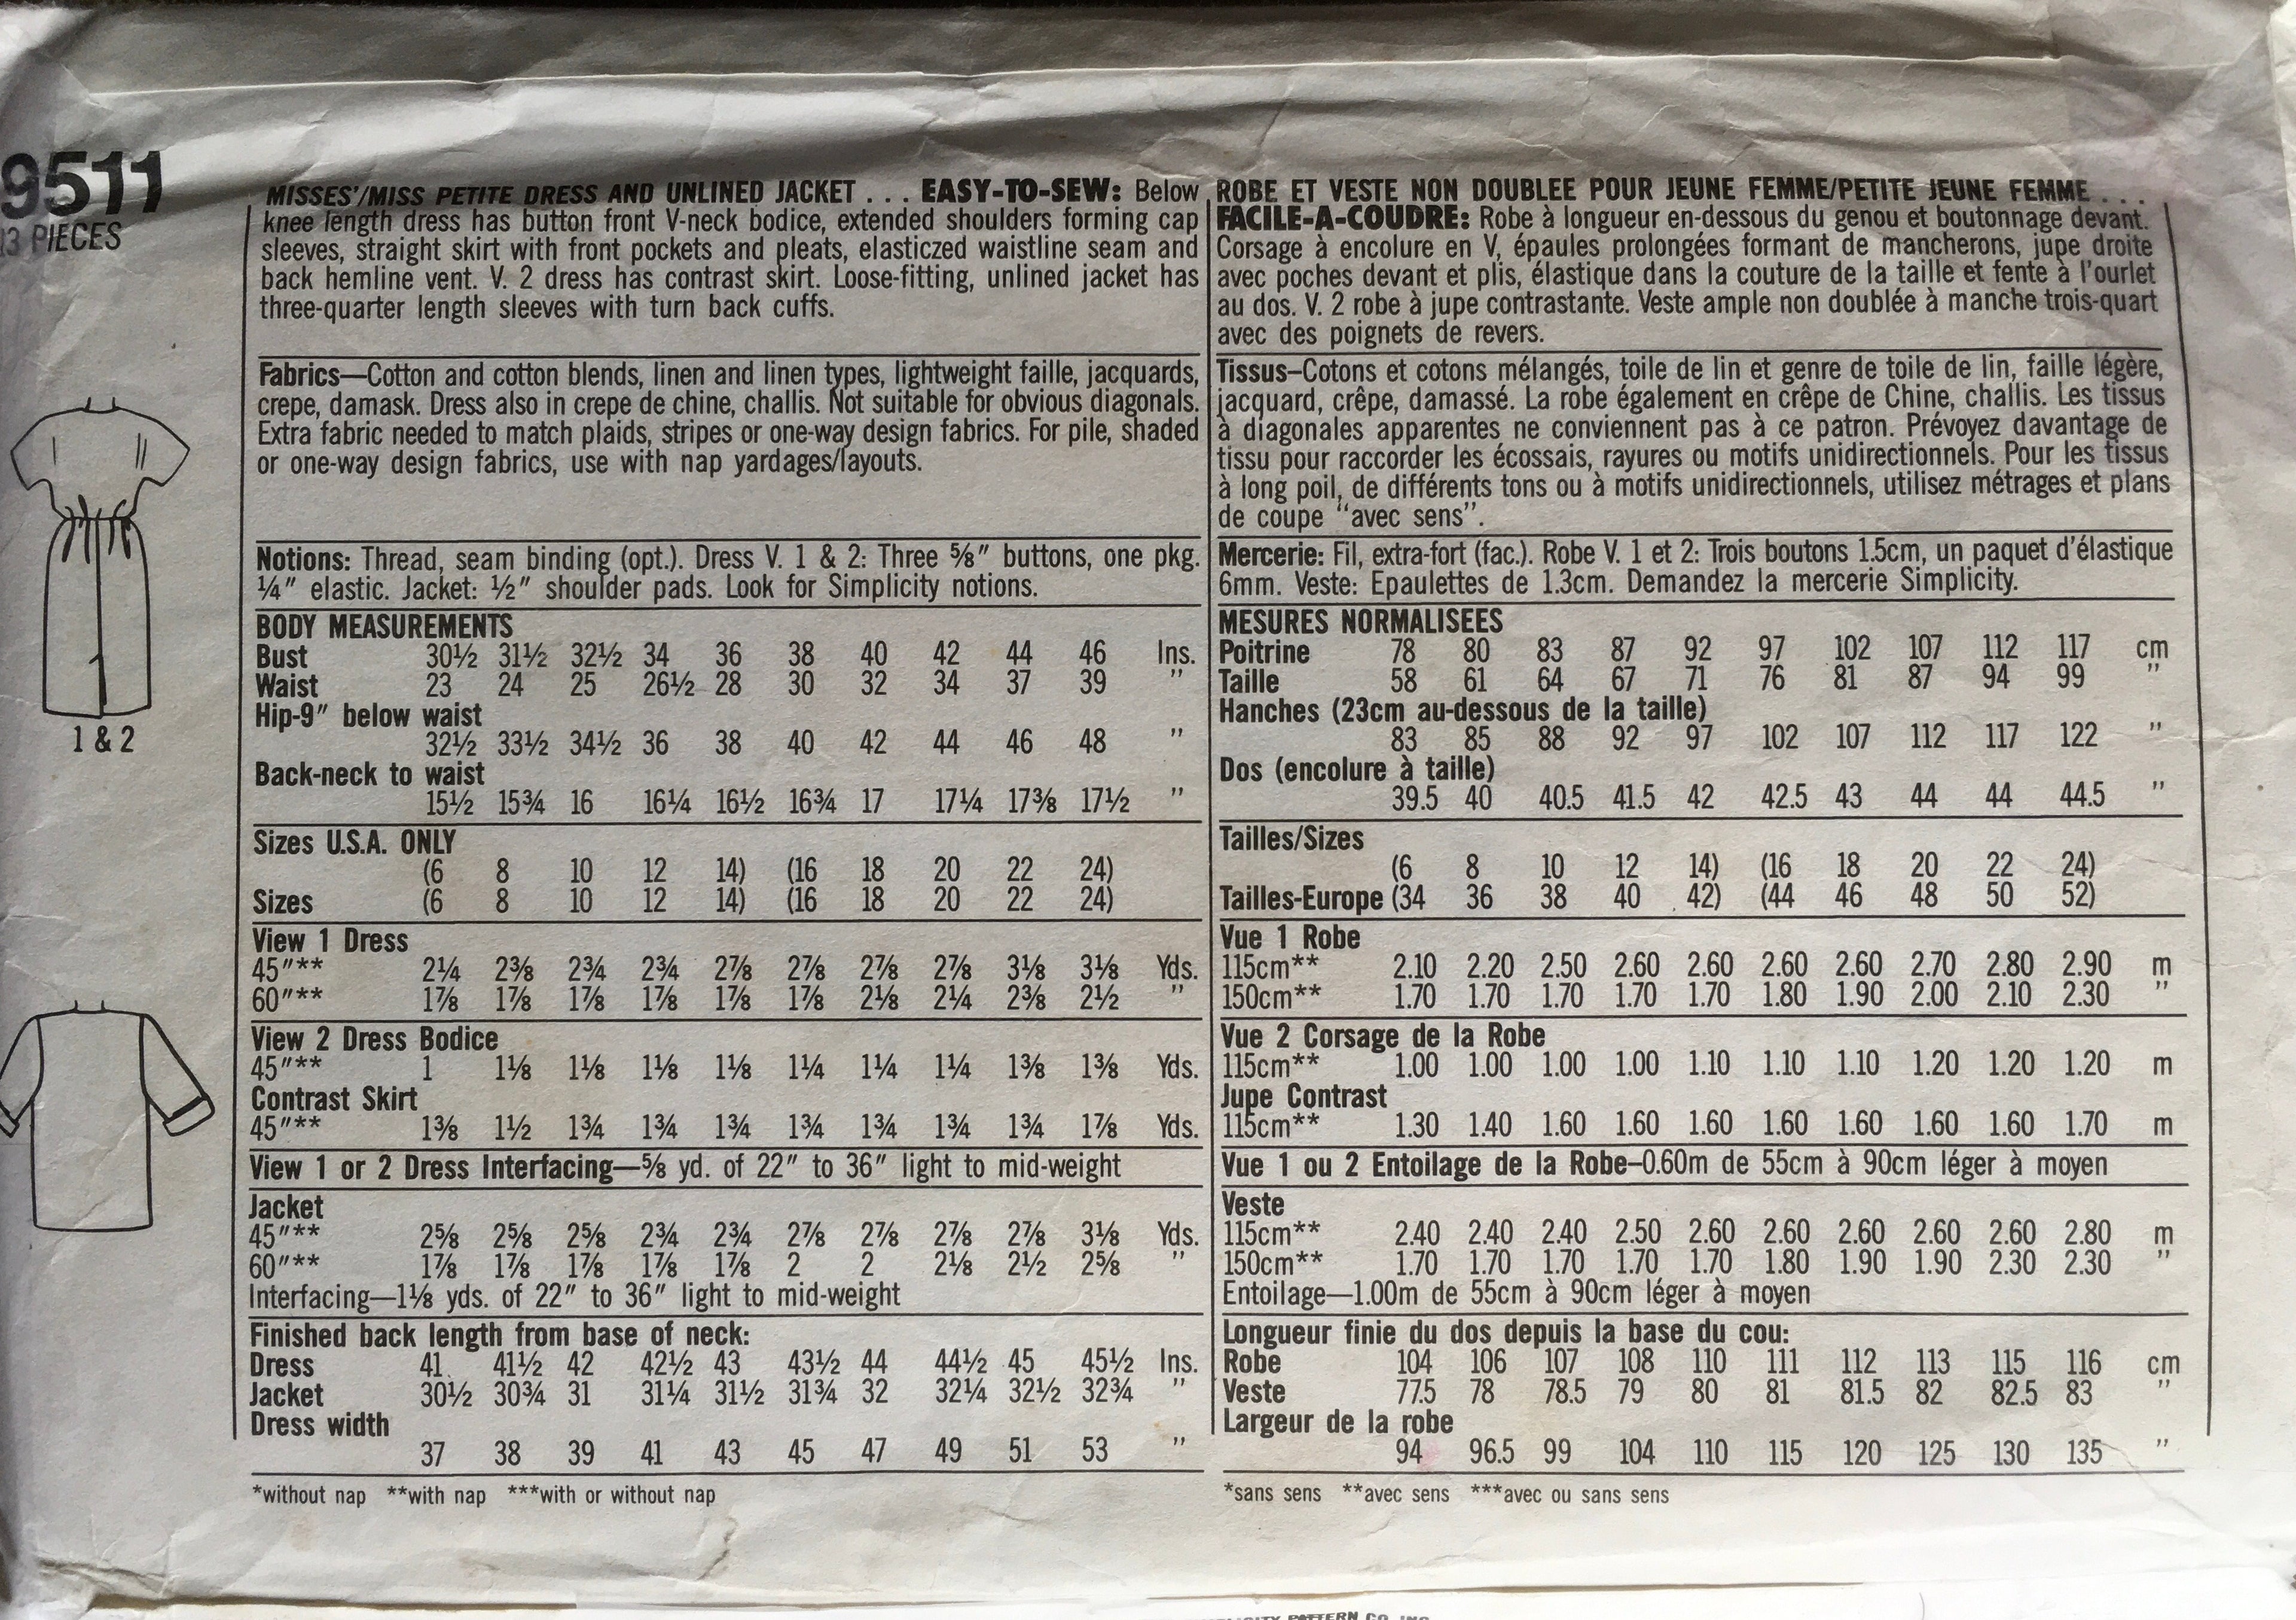 9511
13 PIECES
1 & 2
MISSES'/MISS PETITE DRESS AND UNLINED JACKET . . . EASY-TO-SEW: Below
knee length dress has button front V-neck bodice, extended shoulders forming cap
sleeves, straight skirt with front pockets and pleats, elasticzed waistline seam and
back hemline vent. V. 2 dress has contrast skirt. Loose-fitting, unlined jacket has
three-quarter length sleeves with turn back cuffs.
Fabrics—Cotton and cotton blends, linen and linen types, lightweight faille, jacquards,
crepe, damask. Dress also in crepe de chine, challis. Not suitable for obvious diagonals.
Extra fabric needed to match plaids, stripes or one-way design fabrics. For pile, shaded
or one-way design fabrics, use with nap yardages/layouts.
Notions: Thread, seam binding (opt.). Dress V. 1 & 2: Three ⅝″ buttons, one pkg.
¼″ elastic. Jacket: ½″ shoulder pads. Look for Simplicity notions.
BODY MEASUREMENTS
Bust 30½ 31½ 32½ 34 36 38 40 42 44 46 Ins.
Waist 23 24 25 26½ 28 30 32 34 37 39 ″
Hip-9″ below waist
32½ 33½ 34½ 36 38 40 42 44 46 48 ″
Back-neck to waist
15½ 15¾ 16 16¼ 16½ 16¾ 17 17¼ 17⅜ 17½ ″
Sizes U.S.A. ONLY
(6 8 10 12 14) (16 18 20 22 24)
Sizes (6 8 10 12 14) (16 18 20 22 24)
View 1 Dress
45″** 2¼ 2⅜ 2¾ 2¾ 2⅞ 2⅞ 2⅞ 2⅞ 3⅛ 3⅛ Yds.
60″** 1⅞ 1⅞ 1⅞ 1⅞ 1⅞ 1⅞ 2⅛ 2¼ 2⅜ 2½ ″
View 2 Dress Bodice
45″** 1 1⅛ 1⅛ 1⅛ 1⅛ 1¼ 1¼ 1¼ 1⅜ 1⅜ Yds.
Contrast Skirt
45″** 1⅜ 1½ 1¾ 1¾ 1¾ 1¾ 1¾ 1¾ 1¾ 1⅞ Yds.
View 1 or 2 Dress Interfacing—⅝ yd. of 22″ to 36″ light to mid-weight
Jacket
45″** 2⅝ 2⅝ 2⅝ 2¾ 2¾ 2⅞ 2⅞ 2⅞ 2⅞ 3⅛ Yds.
60″** 1⅞ 1⅞ 1⅞ 1⅞ 1⅞ 2 2 2⅛ 2½ 2⅝ ″
Interfacing—1⅛ yds. of 22″ to 36″ light to mid-weight
Finished back length from base of neck:
Dress 41 41½ 42 42½ 43 43½ 44 44½ 45 45½ Ins.
Jacket 30½ 30¾ 31 31¼ 31½ 31¾ 32 32¼ 32½ 32¾ ″
Dress width
37 38 39 41 43 45 47 49 51 53 ″
*without nap **with nap ***with or without nap
ROBE ET VESTE NON DOUBLEE POUR JEUNE FEMME/PETITE JEUNE FEMME . . .
FACILE-A-COUDRE: Robe à longueur en-dessous du genou et boutonnage devant.
Corsage à encolure en V, épaules prolongées formant de mancherons, jupe droite
avec poches devant et plis, élastique dans la couture de la taille et fente à l'ourlet
au dos. V. 2 robe à jupe contrastante. Veste ample non doublée à manche trois-quart
avec des poignets de revers.
Tissus–Cotons et cotons mélangés, toile de lin et genre de toile de lin, faille légère,
jacquard, crêpe, damassé. La robe également en crêpe de Chine, challis. Les tissus
à diagonales apparentes ne conviennent pas à ce patron. Prévoyez davantage de
tissu pour raccorder les écossais, rayures ou motifs unidirectionnels. Pour les tissus
à long poil, de différents tons ou à motifs unidirectionnels, utilisez métrages et plans
de coupe "avec sens".
Mercerie: Fil, extra-fort (fac.). Robe V. 1 et 2: Trois boutons 1.5cm, un paquet d'élastique
6mm. Veste: Epaulettes de 1.3cm. Demandez la mercerie Simplicity.
MESURES NORMALISEES
Poitrine 78 80 83 87 92 97 102 107 112 117 cm
Taille 58 61 64 67 71 76 81 87 94 99 ″
Hanches (23cm au-dessous de la taille)
83 85 88 92 97 102 107 112 117 122 ″
Dos (encolure à taille)
39.5 40 40.5 41.5 42 42.5 43 44 44 44.5 ″
Tailles/Sizes
(6 8 10 12 14) (16 18 20 22 24)
Tailles-Europe (34 36 38 40 42) (44 46 48 50 52)
Vue 1 Robe
115cm** 2.10 2.20 2.50 2.60 2.60 2.60 2.60 2.70 2.80 2.90 m
150cm** 1.70 1.70 1.70 1.70 1.70 1.80 1.90 2.00 2.10 2.30 ″
Vue 2 Corsage de la Robe
115cm** 1.00 1.00 1.00 1.00 1.10 1.10 1.10 1.20 1.20 1.20 m
Jupe Contrast
115cm** 1.30 1.40 1.60 1.60 1.60 1.60 1.60 1.60 1.60 1.70 m
Vue 1 ou 2 Entoilage de la Robe–0.60m de 55cm à 90cm léger à moyen
Veste
115cm** 2.40 2.40 2.40 2.50 2.60 2.60 2.60 2.60 2.60 2.80 m
150cm** 1.70 1.70 1.70 1.70 1.70 1.80 1.90 1.90 2.30 2.30 ″
Entoilage—1.00m de 55cm à 90cm léger à moyen
Longueur finie du dos depuis la base du cou:
Robe 104 106 107 108 110 111 112 113 115 116 cm
Veste 77.5 78 78.5 79 80 81 81.5 82 82.5 83 ″
Largeur de la robe
94 96.5 99 104 110 115 120 125 130 135 ″
*sans sens **avec sens ***avec ou sans sens
PATTERN CO. INC.